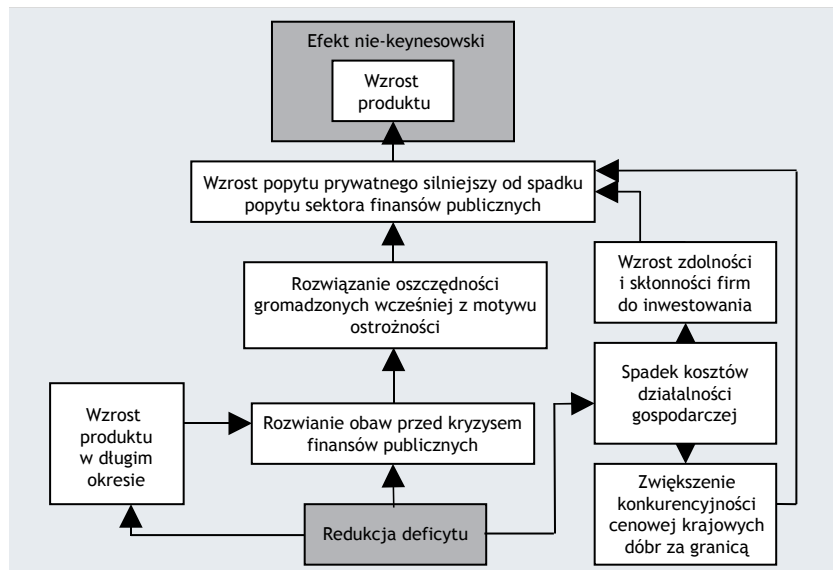 Efekt nie-keynesowski
Wzrost
produktu
Wzrost popytu prywatnego silniejszy od spadku
popytu sektora finansów publicznych
Rozwiązanie oszczędności
gromadzonych wcześniej z motywu
ostrożności
Wzrost zdolności
i skłonności firm
do inwestowania
Spadek kosztów
działalności
gospodarczej
Wzrost
produktu
w długim
okresie
Rozwianie obaw przed kryzysem
finansów publicznych
Zwiększenie
konkurencyjności
cenowej krajowych
dóbr za granicą
Redukcja deficytu